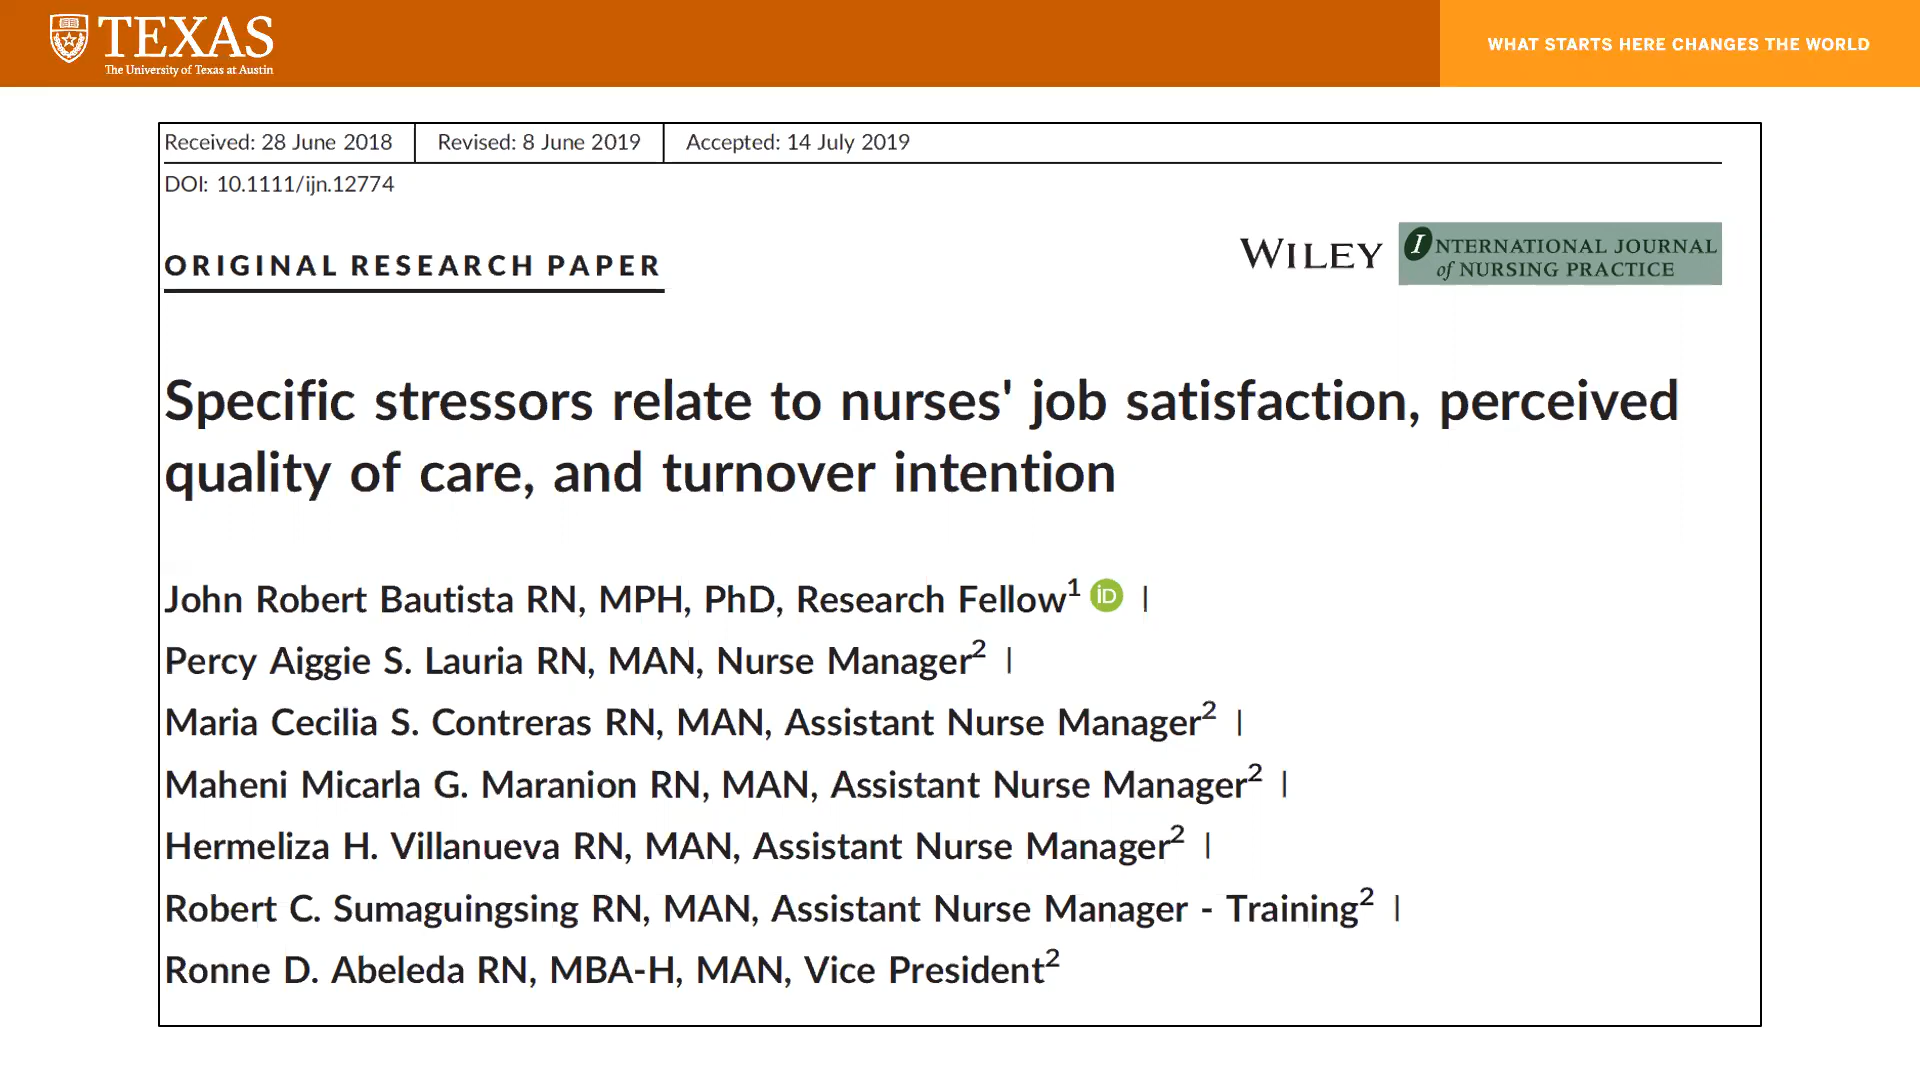 TEXAS
The University of Texas at Austin
WHAT STARTS HERE CHANGES THE WORLD
Received: 28 June 2018 | Revised: 8 June 2019 | Accepted: 14 July 2019
DOI: 10.1111/ijn.12774
ORIGINAL RESEARCH PAPER
WILEY
INTERNATIONAL JOURNAL
of NURSING PRACTICE
Specific stressors relate to nurses' job satisfaction, perceived
quality of care, and turnover intention
John Robert Bautista RN, MPH, PhD, Research Fellow¹ iD |
Percy Aiggie S. Lauria RN, MAN, Nurse Manager² |
Maria Cecilia S. Contreras RN, MAN, Assistant Nurse Manager² |
Maheni Micarla G. Maranion RN, MAN, Assistant Nurse Manager² |
Hermeliza H. Villanueva RN, MAN, Assistant Nurse Manager² |
Robert C. Sumaguingsing RN, MAN, Assistant Nurse Manager - Training² |
Ronne D. Abeleda RN, MBA-H, MAN, Vice President²